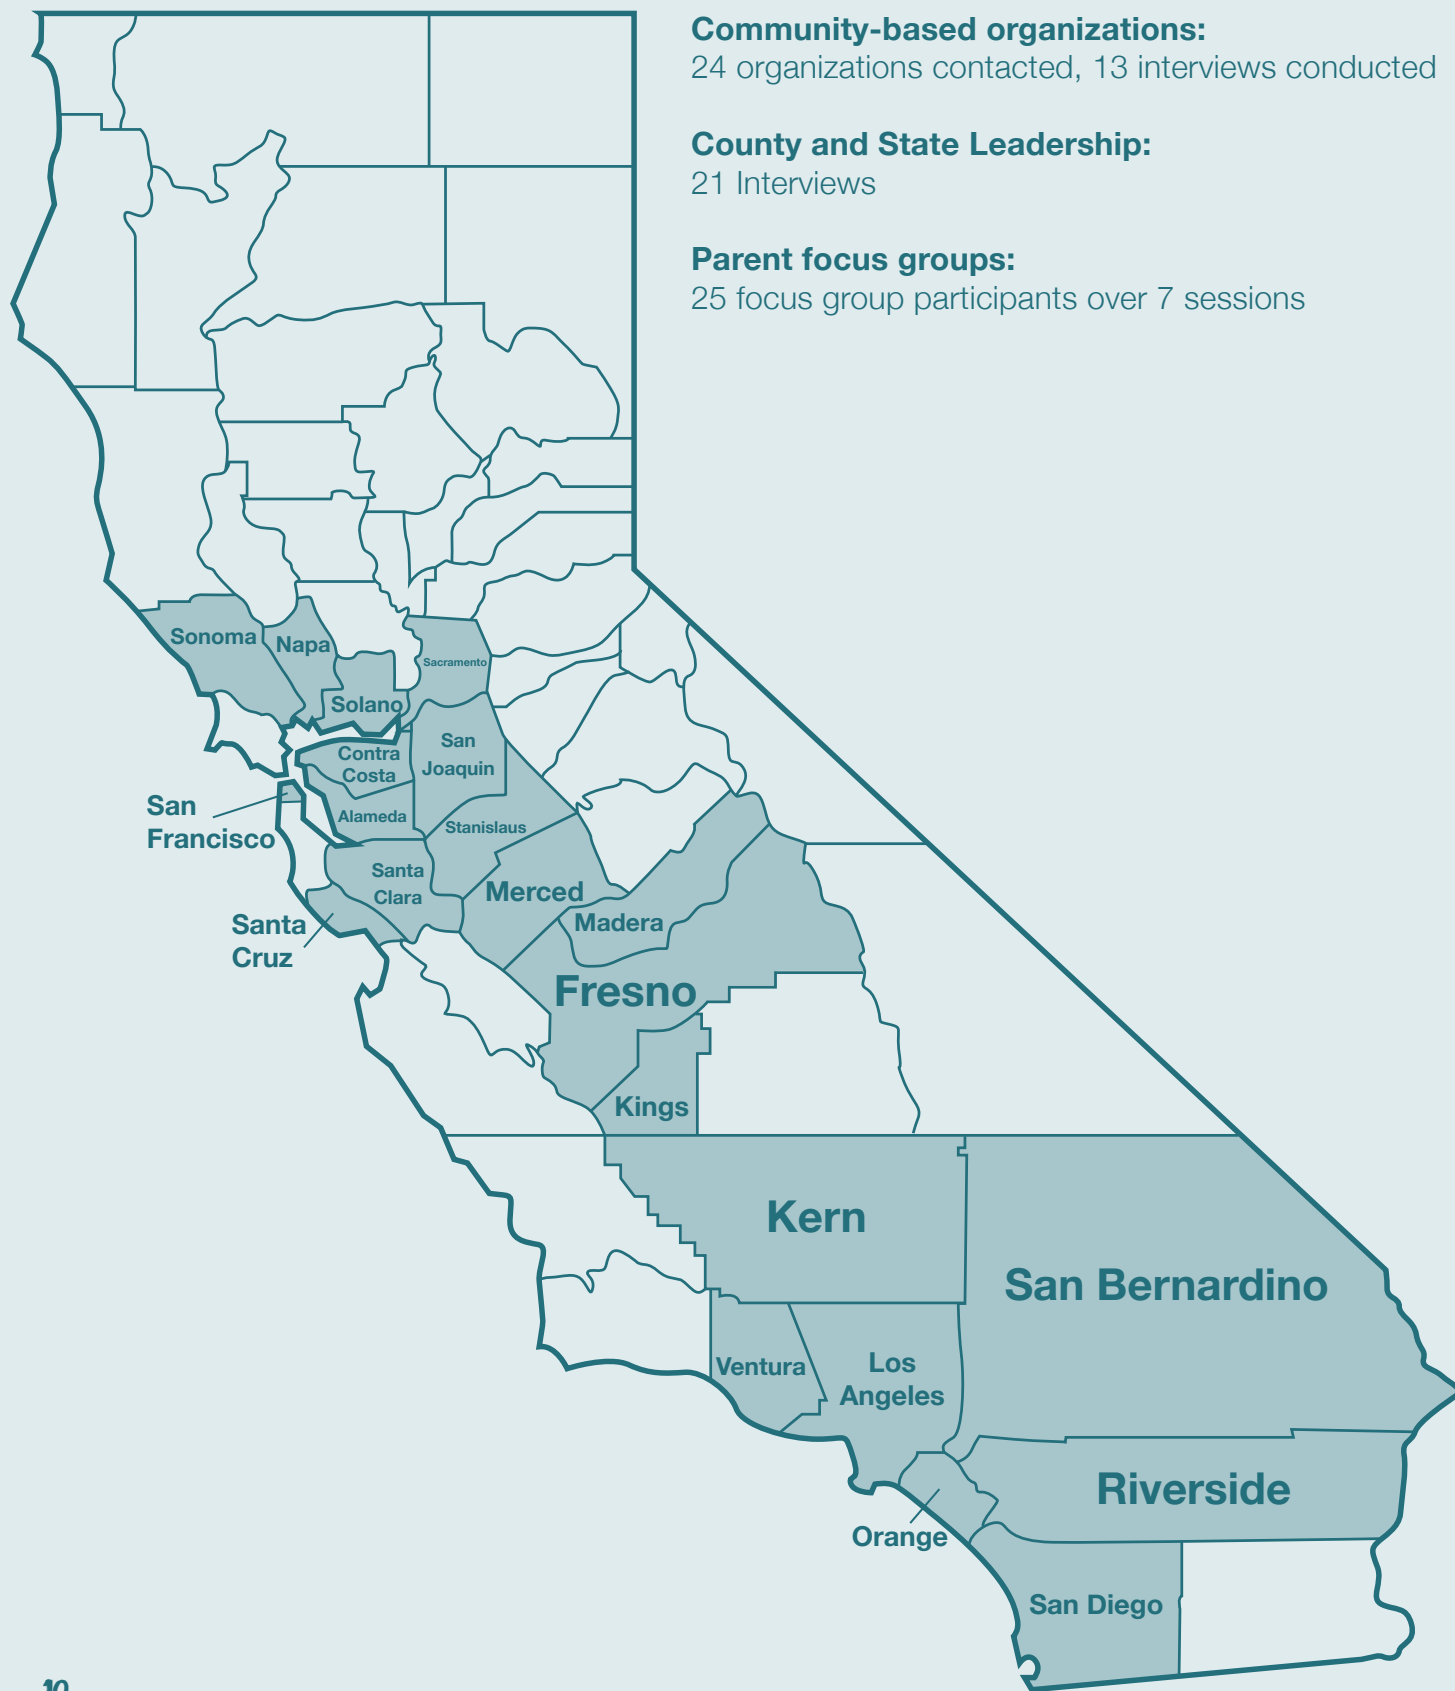 Community-based organizations:
24 organizations contacted, 13 interviews conducted
County and State Leadership:
21 Interviews
Parent focus groups:
25 focus group participants over 7 sessions
Sonoma
Napa
Sacramento
Solano
Contra
Costa
San
Joaquin
San
Francisco
Alameda
Stanislaus
Santa
Clara
Merced
Santa
Cruz
Madera
Fresno
Kings
Kern
San Bernardino
Ventura
Los
Angeles
Riverside
Orange
San Diego
10